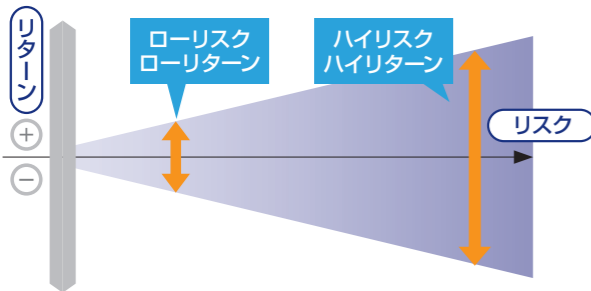 リターン
ローリスク
ローリターン
ハイリスク
ハイリターン
リスク
+
−